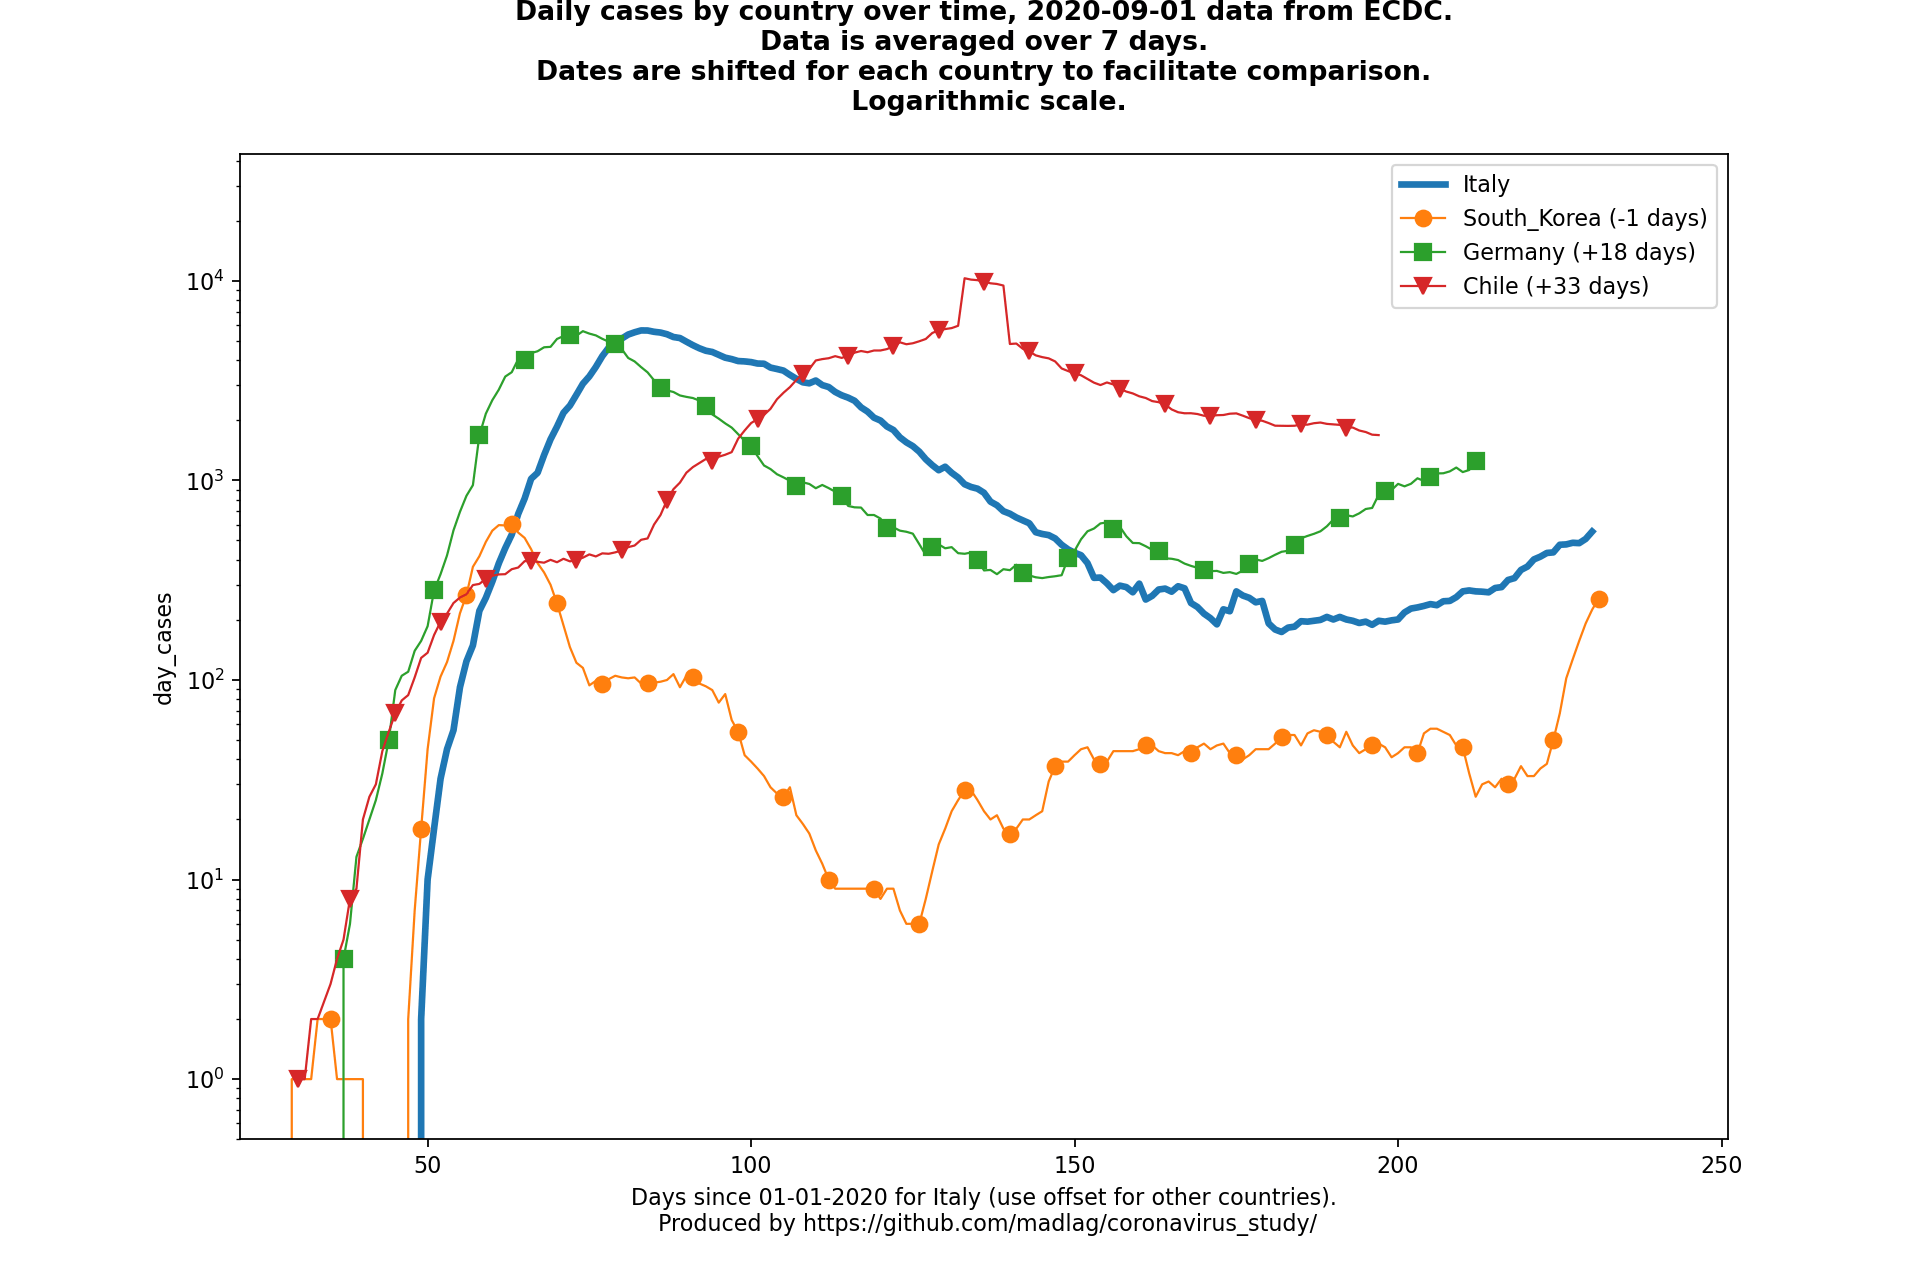 Daily cases by country over time, 2020-09-01 data from ECDC.
Data is averaged over 7 days.
Dates are shifted for each country to facilitate comparison.
Logarithmic scale.
Italy
South_Korea (-1 days)
Germany (+18 days)
Chile (+33 days)
day_cases
10⁴
10³
10²
10¹
10⁰
50
100
150
200
250
Days since 01-01-2020 for Italy (use offset for other countries).
Produced by https://github.com/madlag/coronavirus_study/